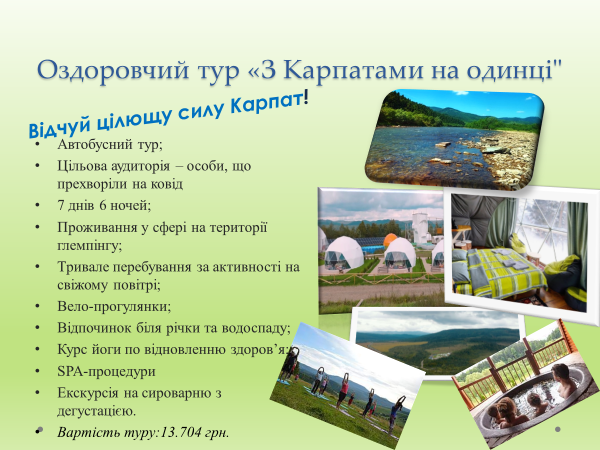 Оздоровчий тур «З Карпатами на одинці"
Відчуй цілющу силу Карпат!
• Автобусний тур;
• Цільова аудиторія – особи, що
прехворіли на ковід
• 7 днів 6 ночей;
• Проживання у сфері на території
глемпінгу;
• Тривале перебування за активності на
свіжому повітрі;
• Вело-прогулянки;
• Відпочинок біля річки та водоспаду;
• Курс йоги по відновленню здоров’я;
• SPA-процедури
• Екскурсія на сироварню з
дегустацією.
• Вартість туру:13.704 грн.